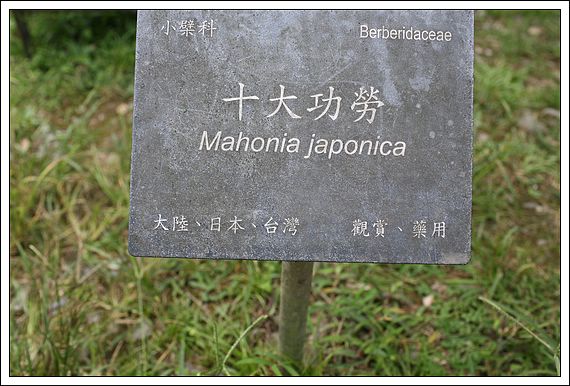 小檗科 Berberidaceae
十大功勞
Mahonia japonica
大陸、日本、台灣 觀賞、藥用